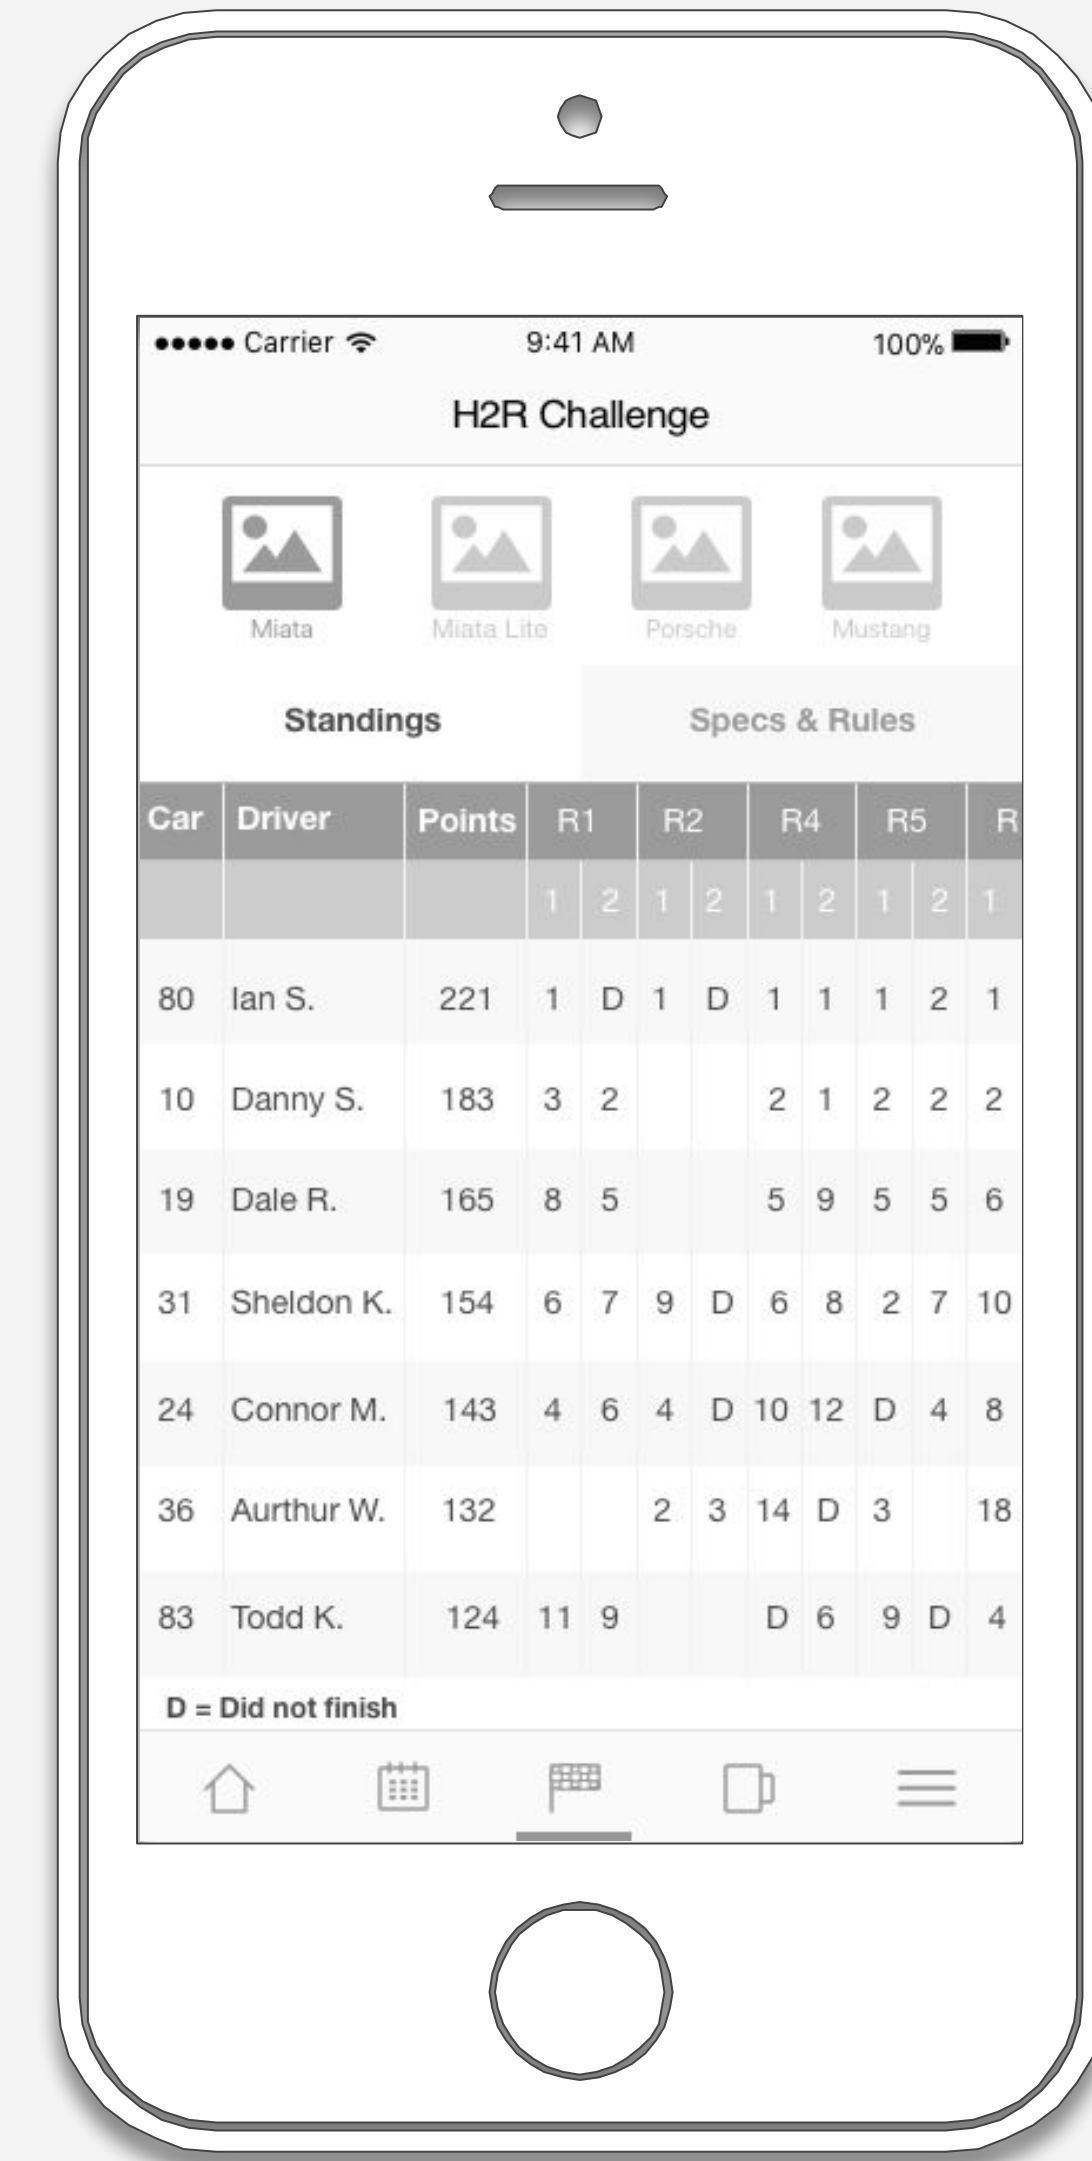 Carrier 9:41 AM 100%
H2R Challenge
Miata Miata Lite Porsche Mustang
Standings Specs & Rules
Car Driver Points R1 R2 R4 R5 R
1 2 1 2 1 2 1 2 1
80 Ian S. 221 1 D 1 D 1 1 1 2 1
10 Danny S. 183 3 2 2 1 2 2 2
19 Dale R. 165 8 5 5 9 5 5 6
31 Sheldon K. 154 6 7 9 D 6 8 2 7 10
24 Connor M. 143 4 6 4 D 10 12 D 4 8
36 Aurthur W. 132 2 3 14 D 3 18
83 Todd K. 124 11 9 D 6 9 D 4
D = Did not finish